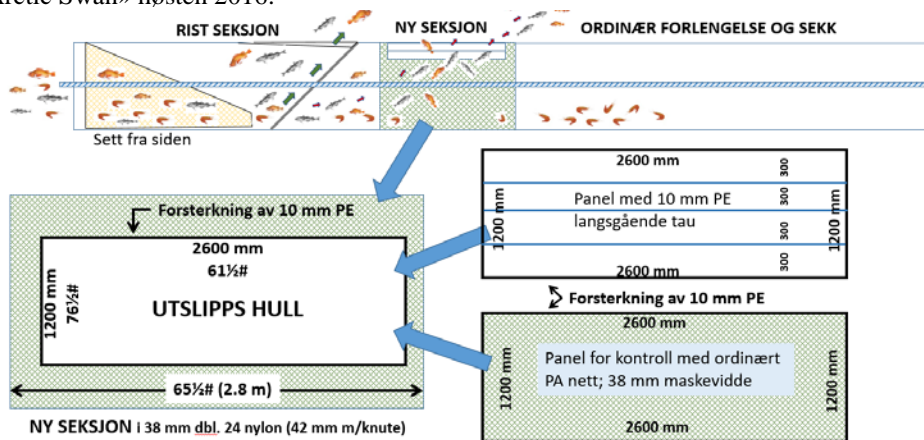 Arctic Swan» høsten 2016.
RIST SEKSJON
NY SEKSJON
ORDINÆR FORLENGELSE OG SEKK
Sett fra siden
Forsterkning av 10 mm PE
2600 mm
61½#
1200 mm
76½#
UTSLIPPS HULL
65½# (2.8 m)
NY SEKSJON i 38 mm dbl. 24 nylon (42 mm m/knute)
2600 mm
300
300
300
300
1200 mm
Panel med 10 mm PE
langsgående tau
1200 mm
2600 mm
Forsterkning av 10 mm PE
2600 mm
1200 mm
Panel for kontroll med ordinært
PA nett; 38 mm maskevidde
1200 mm
2600 mm